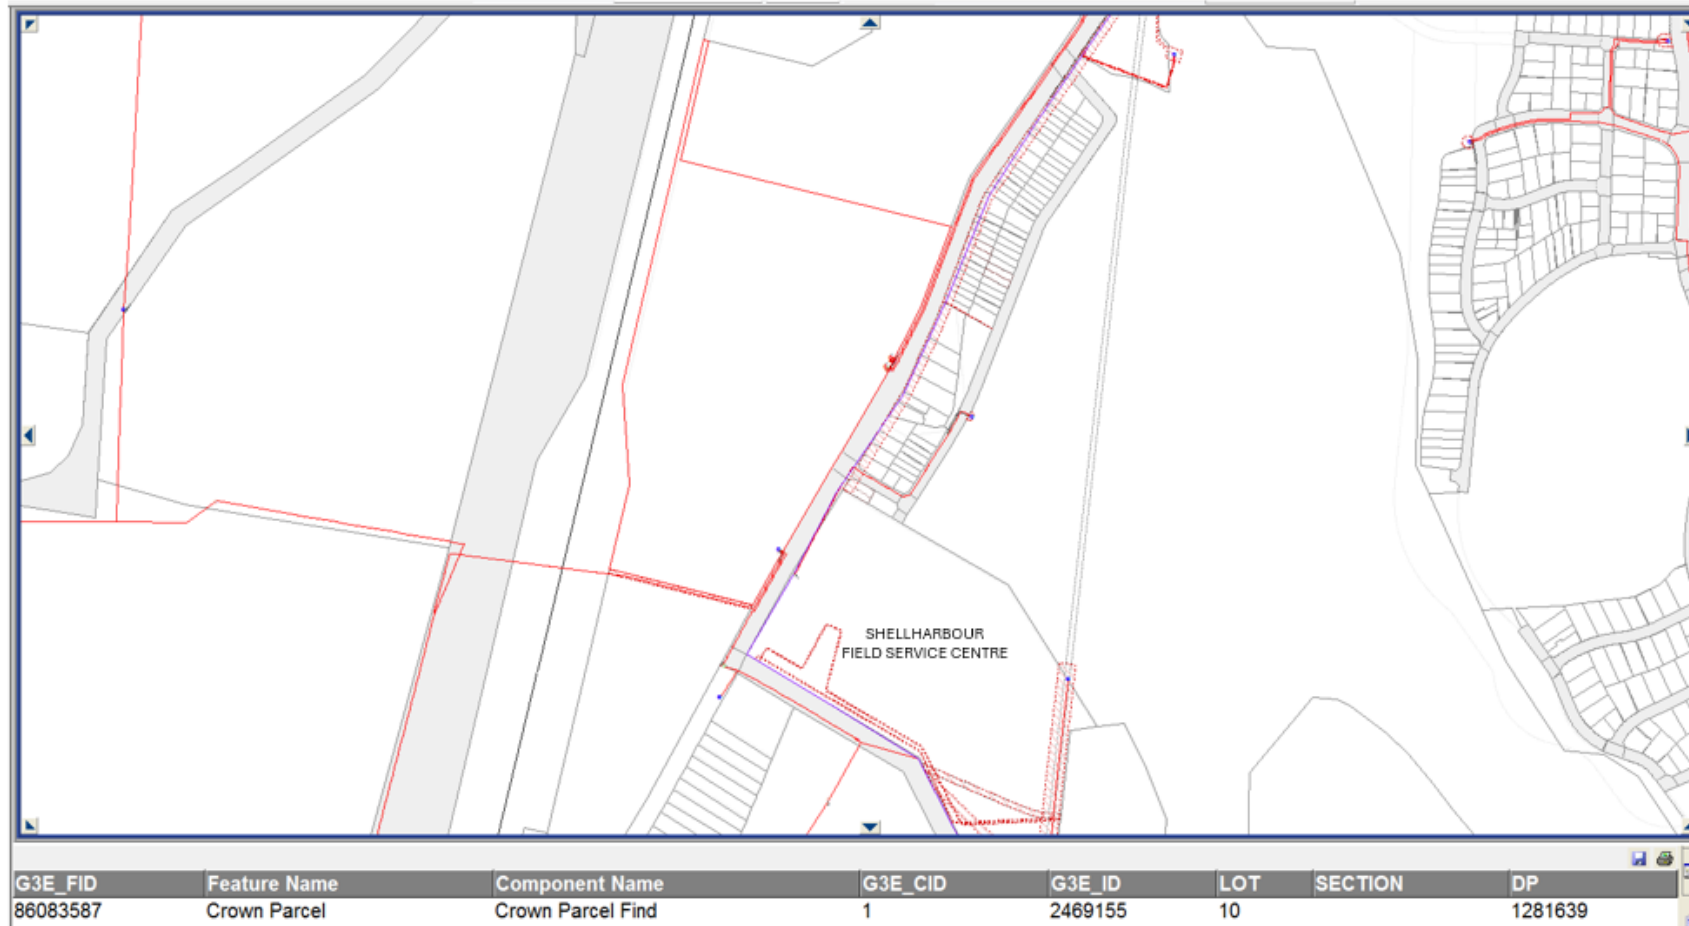 SHELLHARBOUR
FIELD SERVICE CENTRE
G3E_FID Feature Name Component Name G3E_CID G3E_ID LOT SECTION DP
86083587 Crown Parcel Crown Parcel Find 1 2469155 10 1281639